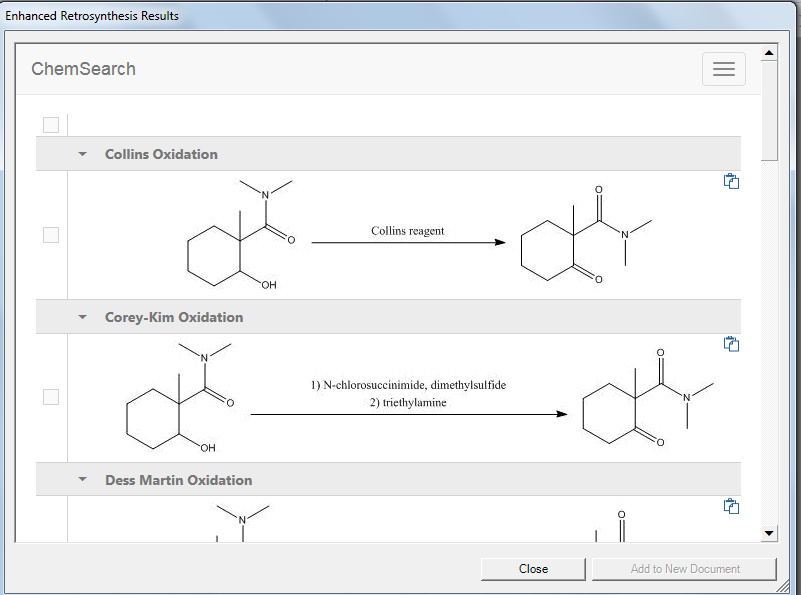 Enhanced Retrosynthesis Results
ChemSearch
Collins Oxidation
N
O
OH
Collins reagent
O
N
O
Corey-Kim Oxidation
N
O
OH
1) N-chlorosuccinimide, dimethylsulfide
2) triethylamine
O
N
O
Dess Martin Oxidation
N
O
Close
Add to New Document